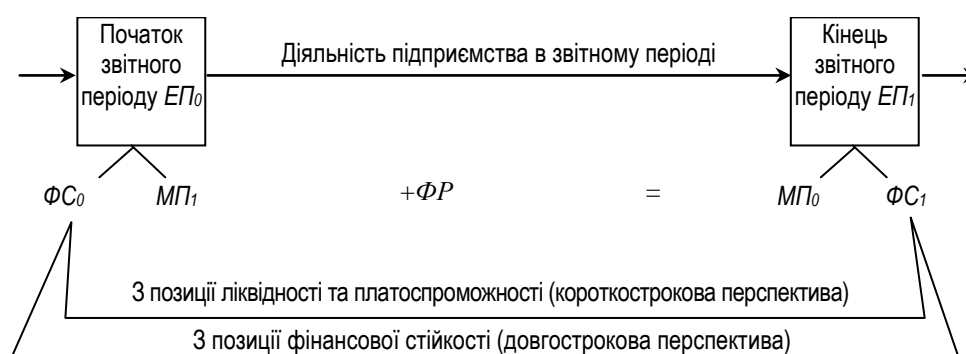 Початок
звітного
періоду ЕП₀
Діяльність підприємства в звітному періоді
Кінець
звітного
періоду ЕП₁
ФС₀ МП₁ +ФР = МП₀ ФС₁
З позиції ліквідності та платоспроможності (короткострокова перспектива)
З позиції фінансової стійкості (довгострокова перспектива)